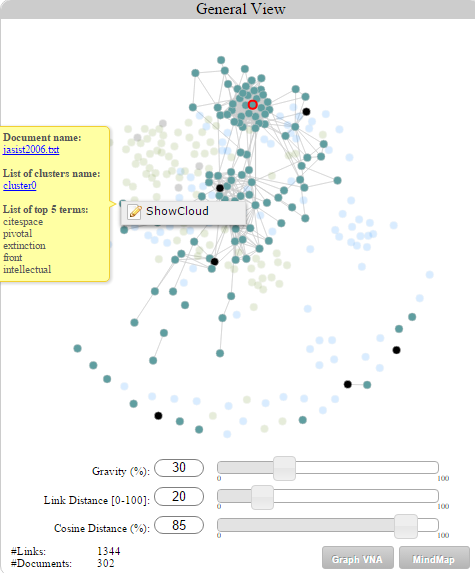 General View
Document name:
jasist2006.txt
List of clusters name:
cluster0
List of top 5 terms:
citespace
pivotal
extinction
front
intellectual
ShowCloud
Gravity (%): 30
0 100
Link Distance [0-100]: 20
0 100
Cosine Distance (%): 85
0 100
#Links: 1344
#Documents: 302
Graph VNA MindMap